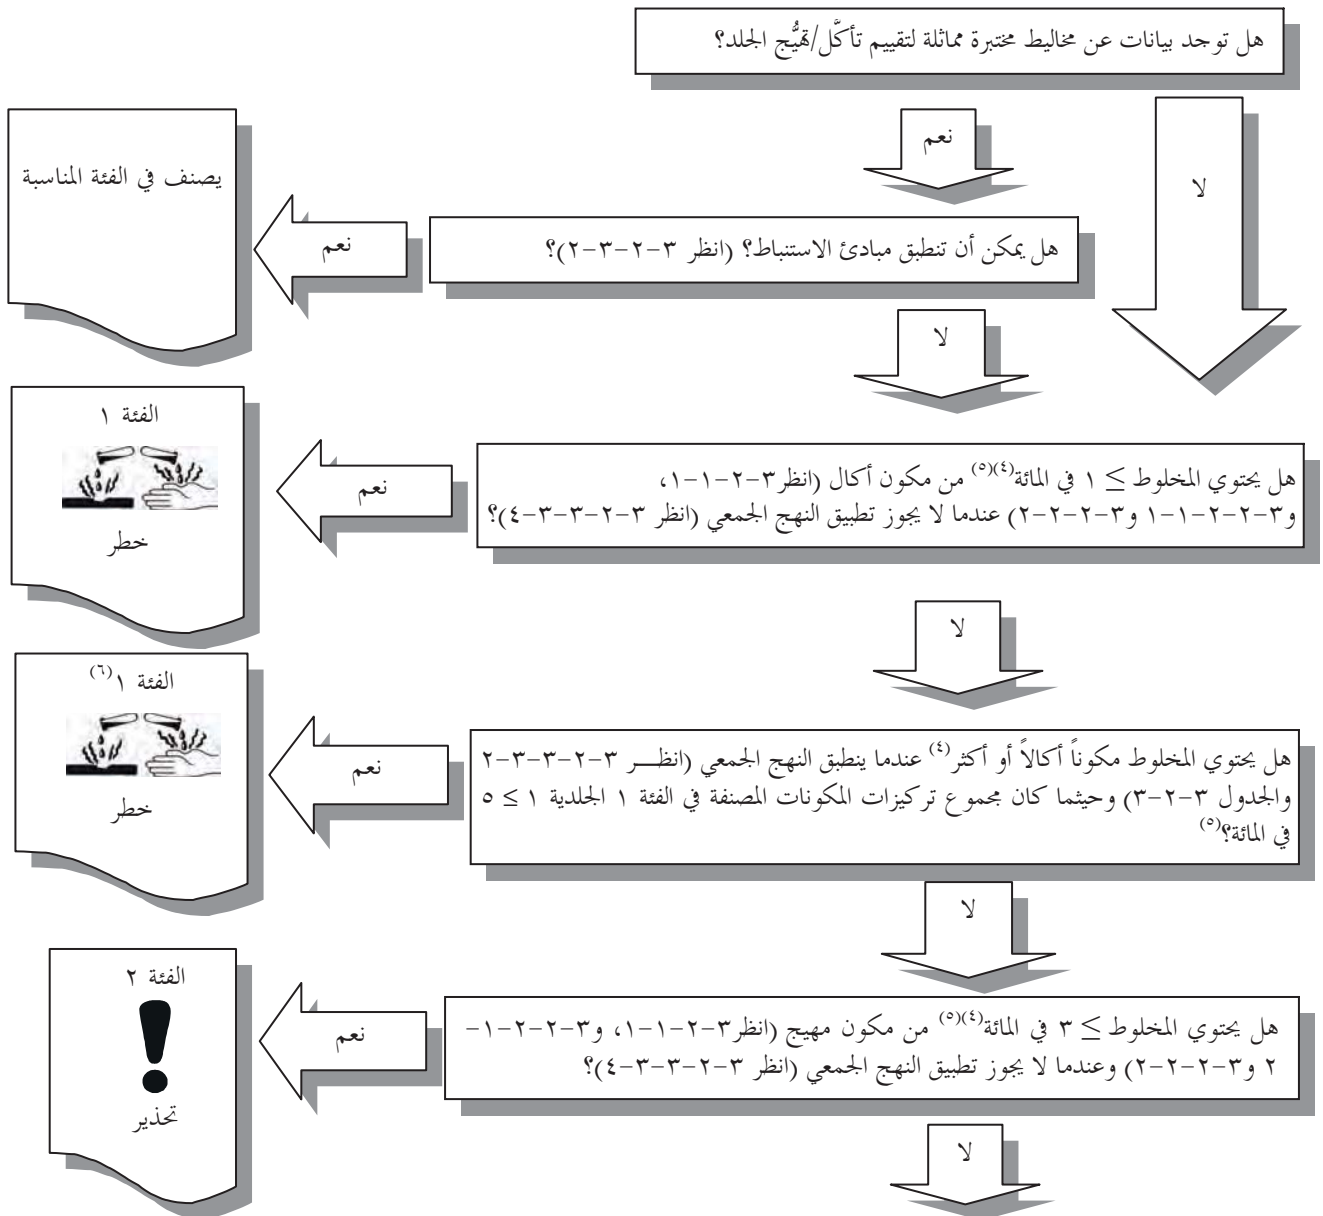 هل توجد بيانات عن مخاليط مختبرة مماثلة لتقييم تأكَّل/تهيُّج الجلد؟
نعم
لا
يصنف في الفئة المناسبة
نعم
هل يمكن أن تنطبق مبادئ الاستنباط؟ (انظر ٣-٢-٣-٢)؟
لا
الفئة ١
خطر
نعم
هل يحتوي المخلوط ≥ ١ في المائة(٤)(٥) من مكون أكال (انظر٣-٢-١-١،
و٣-٢-٢-١-١ و٣-٢-٢-٢) عندما لا يجوز تطبيق النهج الجمعي (انظر ٣-٢-٣-٣-٤)؟
لا
الفئة ١(٦)
خطر
نعم
هل يحتوي المخلوط مكوناً أكالاً أو أكثر(٤) عندما ينطبق النهج الجمعي (انظـــر ٣-٢-٣-٣-٢
والجدول ٣-٢-٣) وحيثما كان مجموع تركيزات المكونات المصنفة في الفئة ١ الجلدية ١ ≥ ٥
في المائة؟(٥)
لا
الفئة ٢
تحذير
نعم
هل يحتوي المخلوط ≥ ٣ في المائة(٤)(٥) من مكون مهيج (انظر٣-٢-١-١، و٣-٢-٢-١-
٢ و٣-٢-٢-٢) وعندما لا يجوز تطبيق النهج الجمعي (انظر ٣-٢-٣-٣-٤)؟
لا